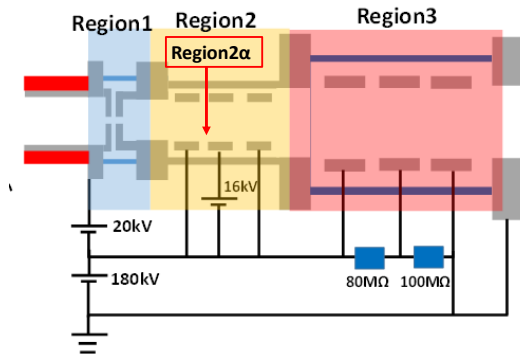 Region1
Region2
Region3
Region2α
16kV
20kV
180kV
80MΩ
100MΩ